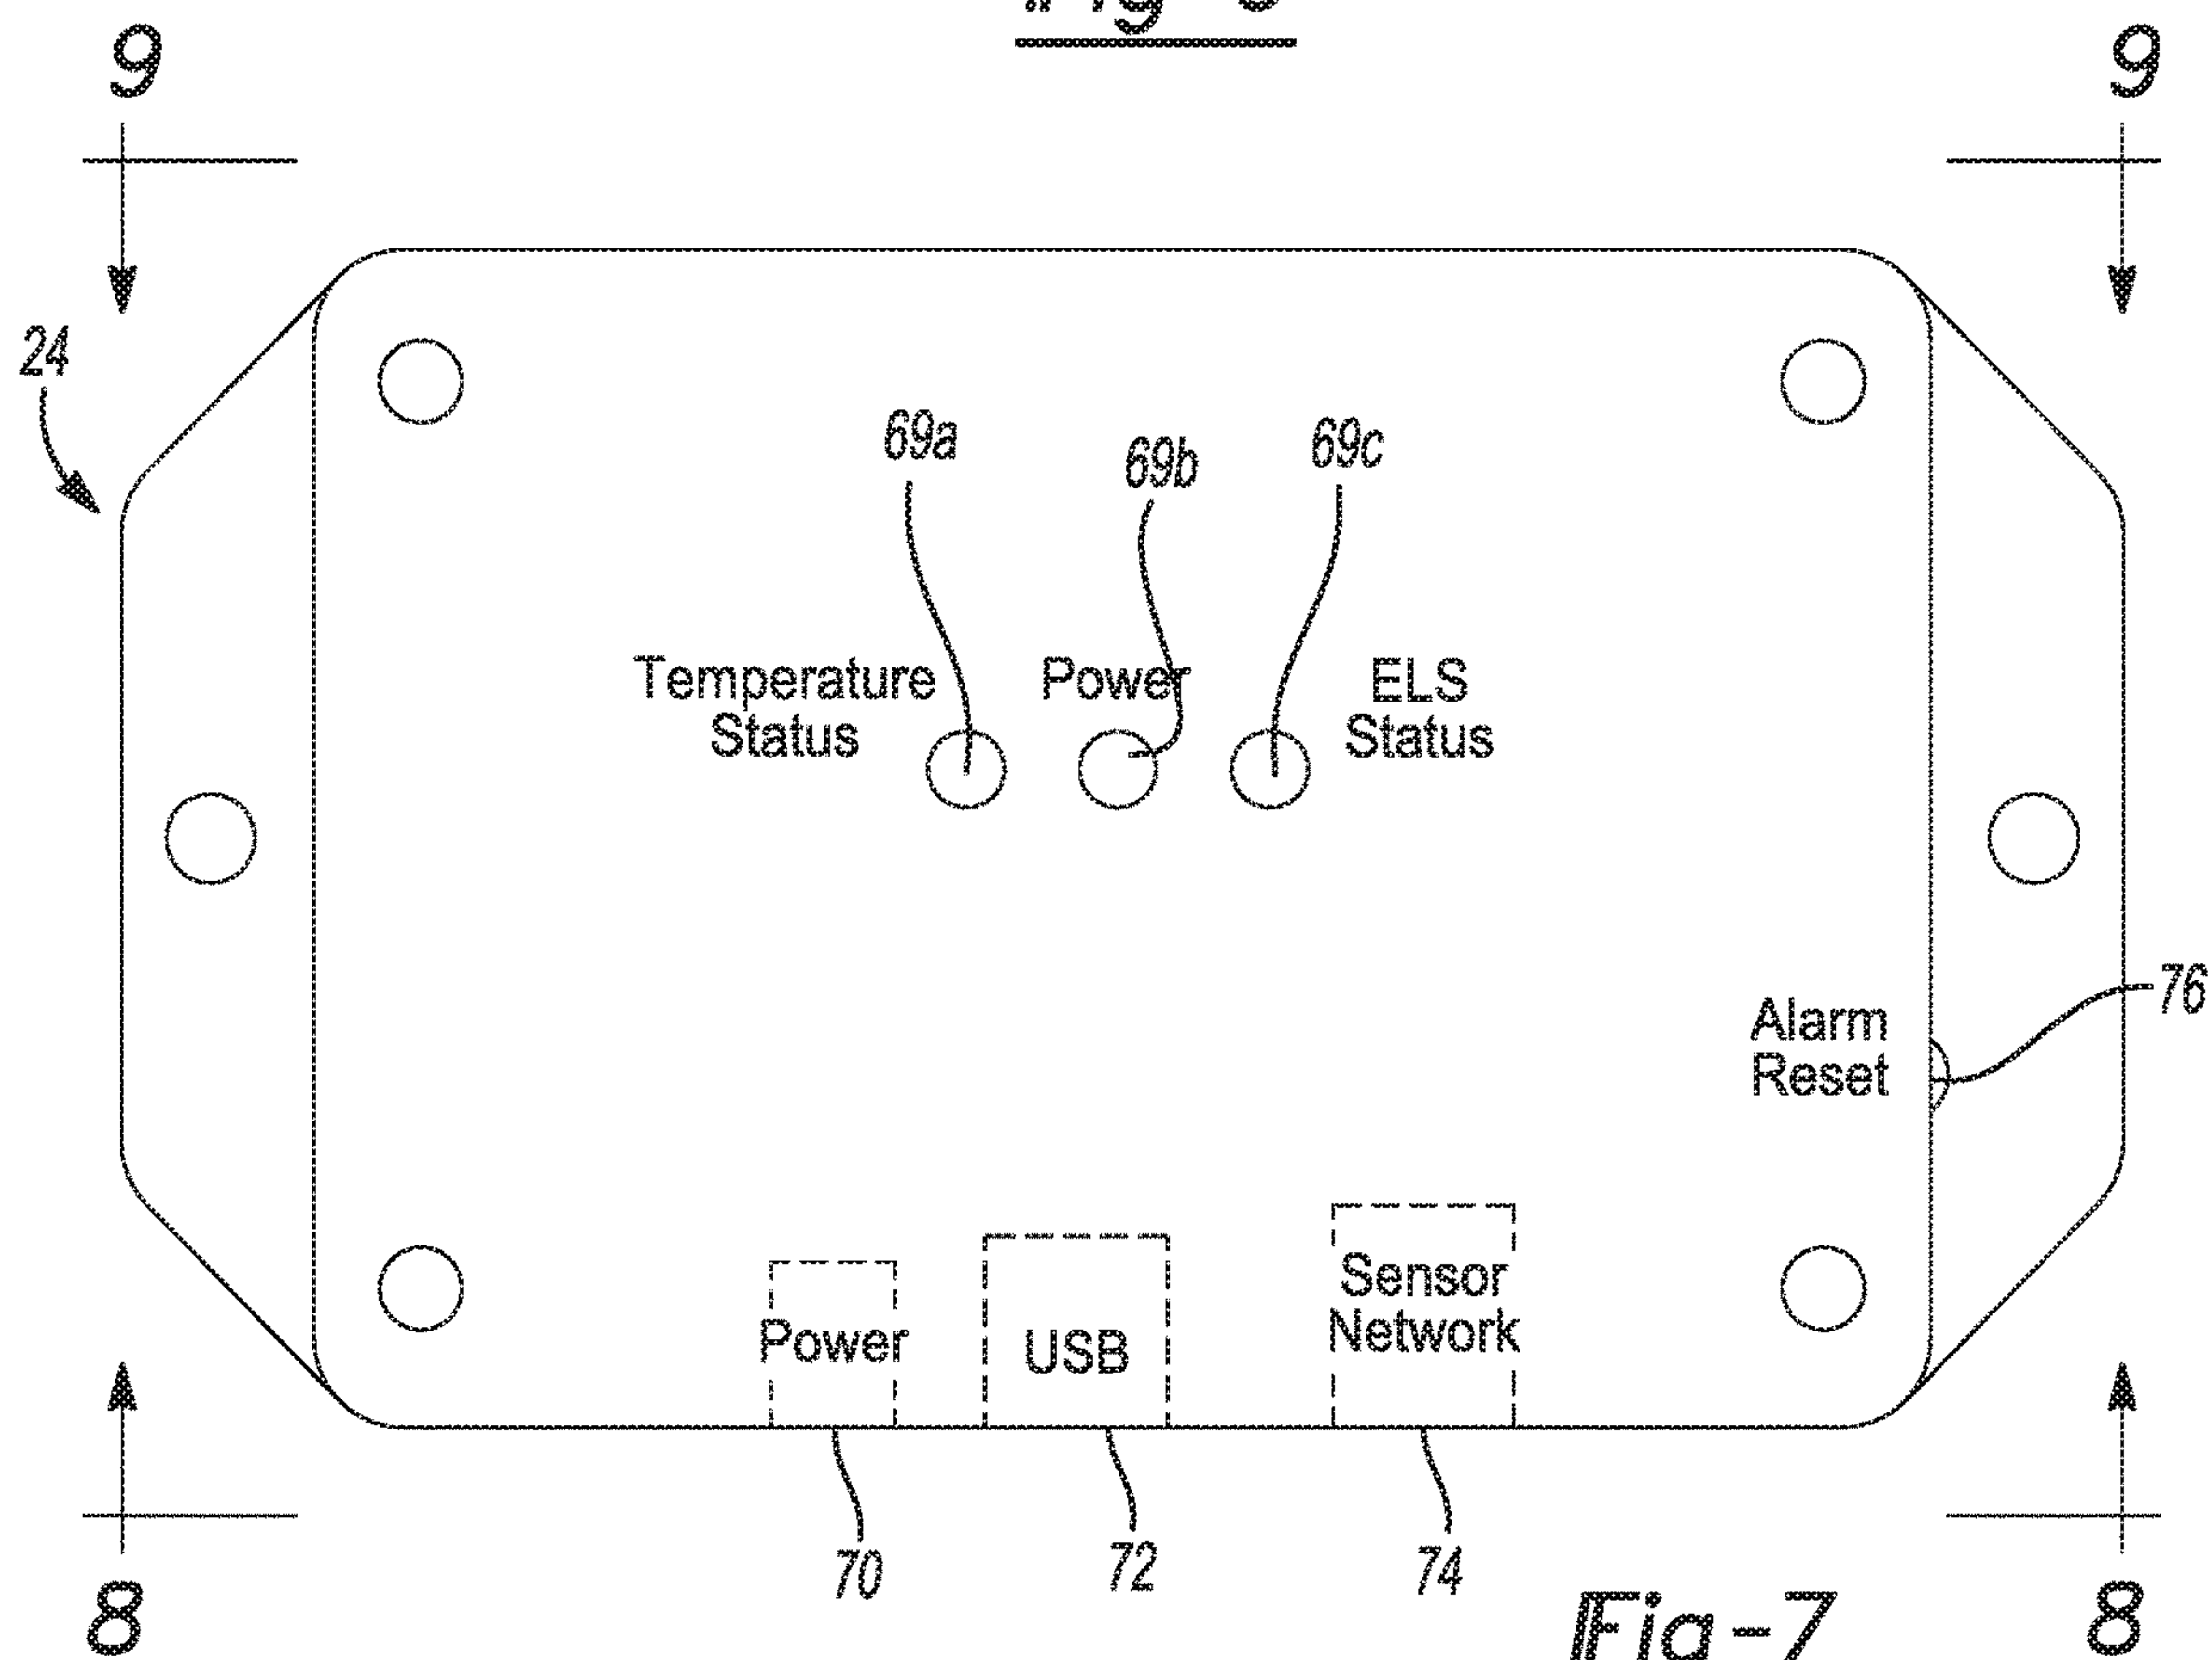 9
9
24
69a
69b
69c
Temperature
Status
Power
ELS
Status
76
Alarm
Reset
Sensor
Network
Power
USB
70
72
74
8
8
Fig-7